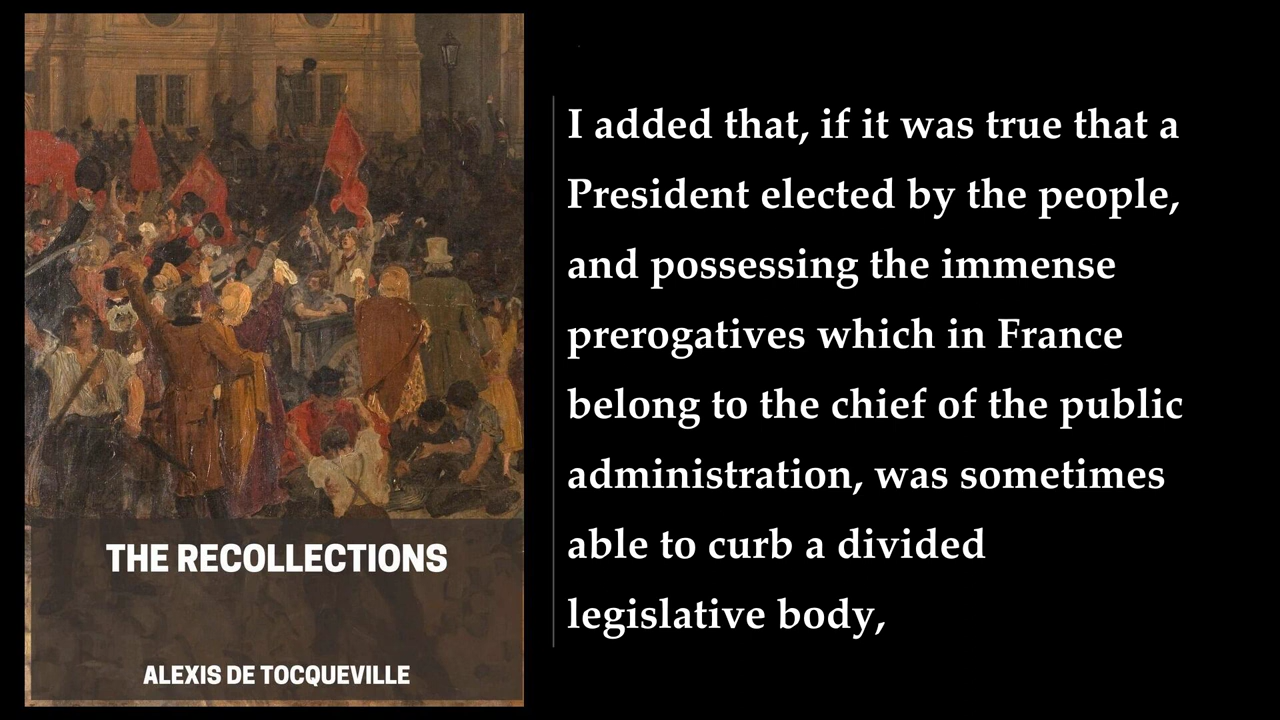 THE RECOLLECTIONS
ALEXIS DE TOCQUEVILLE
I added that, if it was true that a
President elected by the people,
and possessing the immense
prerogatives which in France
belong to the chief of the public
administration, was sometimes
able to curb a divided
legislative body,